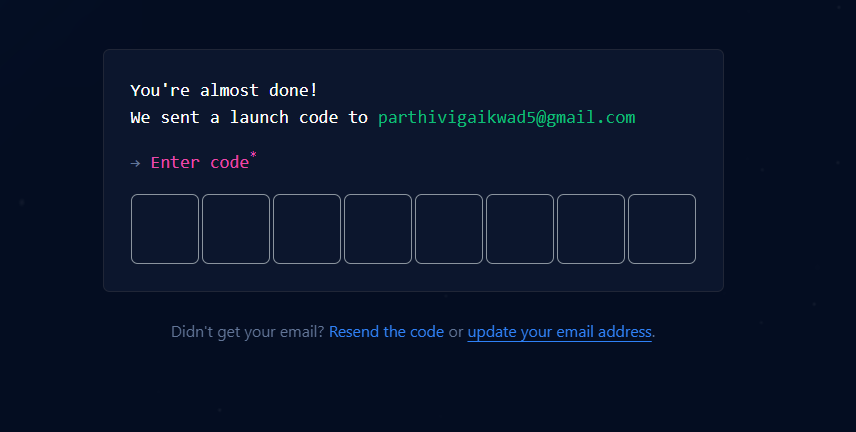 You're almost done!
We sent a launch code to parthivigaikwad5@gmail.com
→ Enter code*
Didn't get your email? Resend the code or update your email address.